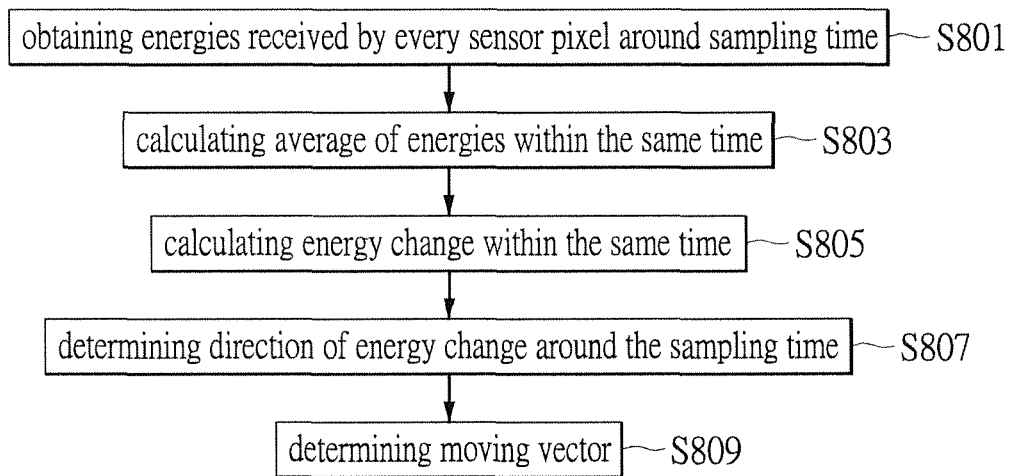 obtaining energies received by every sensor pixel around sampling time S801
calculating average of energies within the same time S803
calculating energy change within the same time S805
determining direction of energy change around the sampling time S807
determining moving vector S809